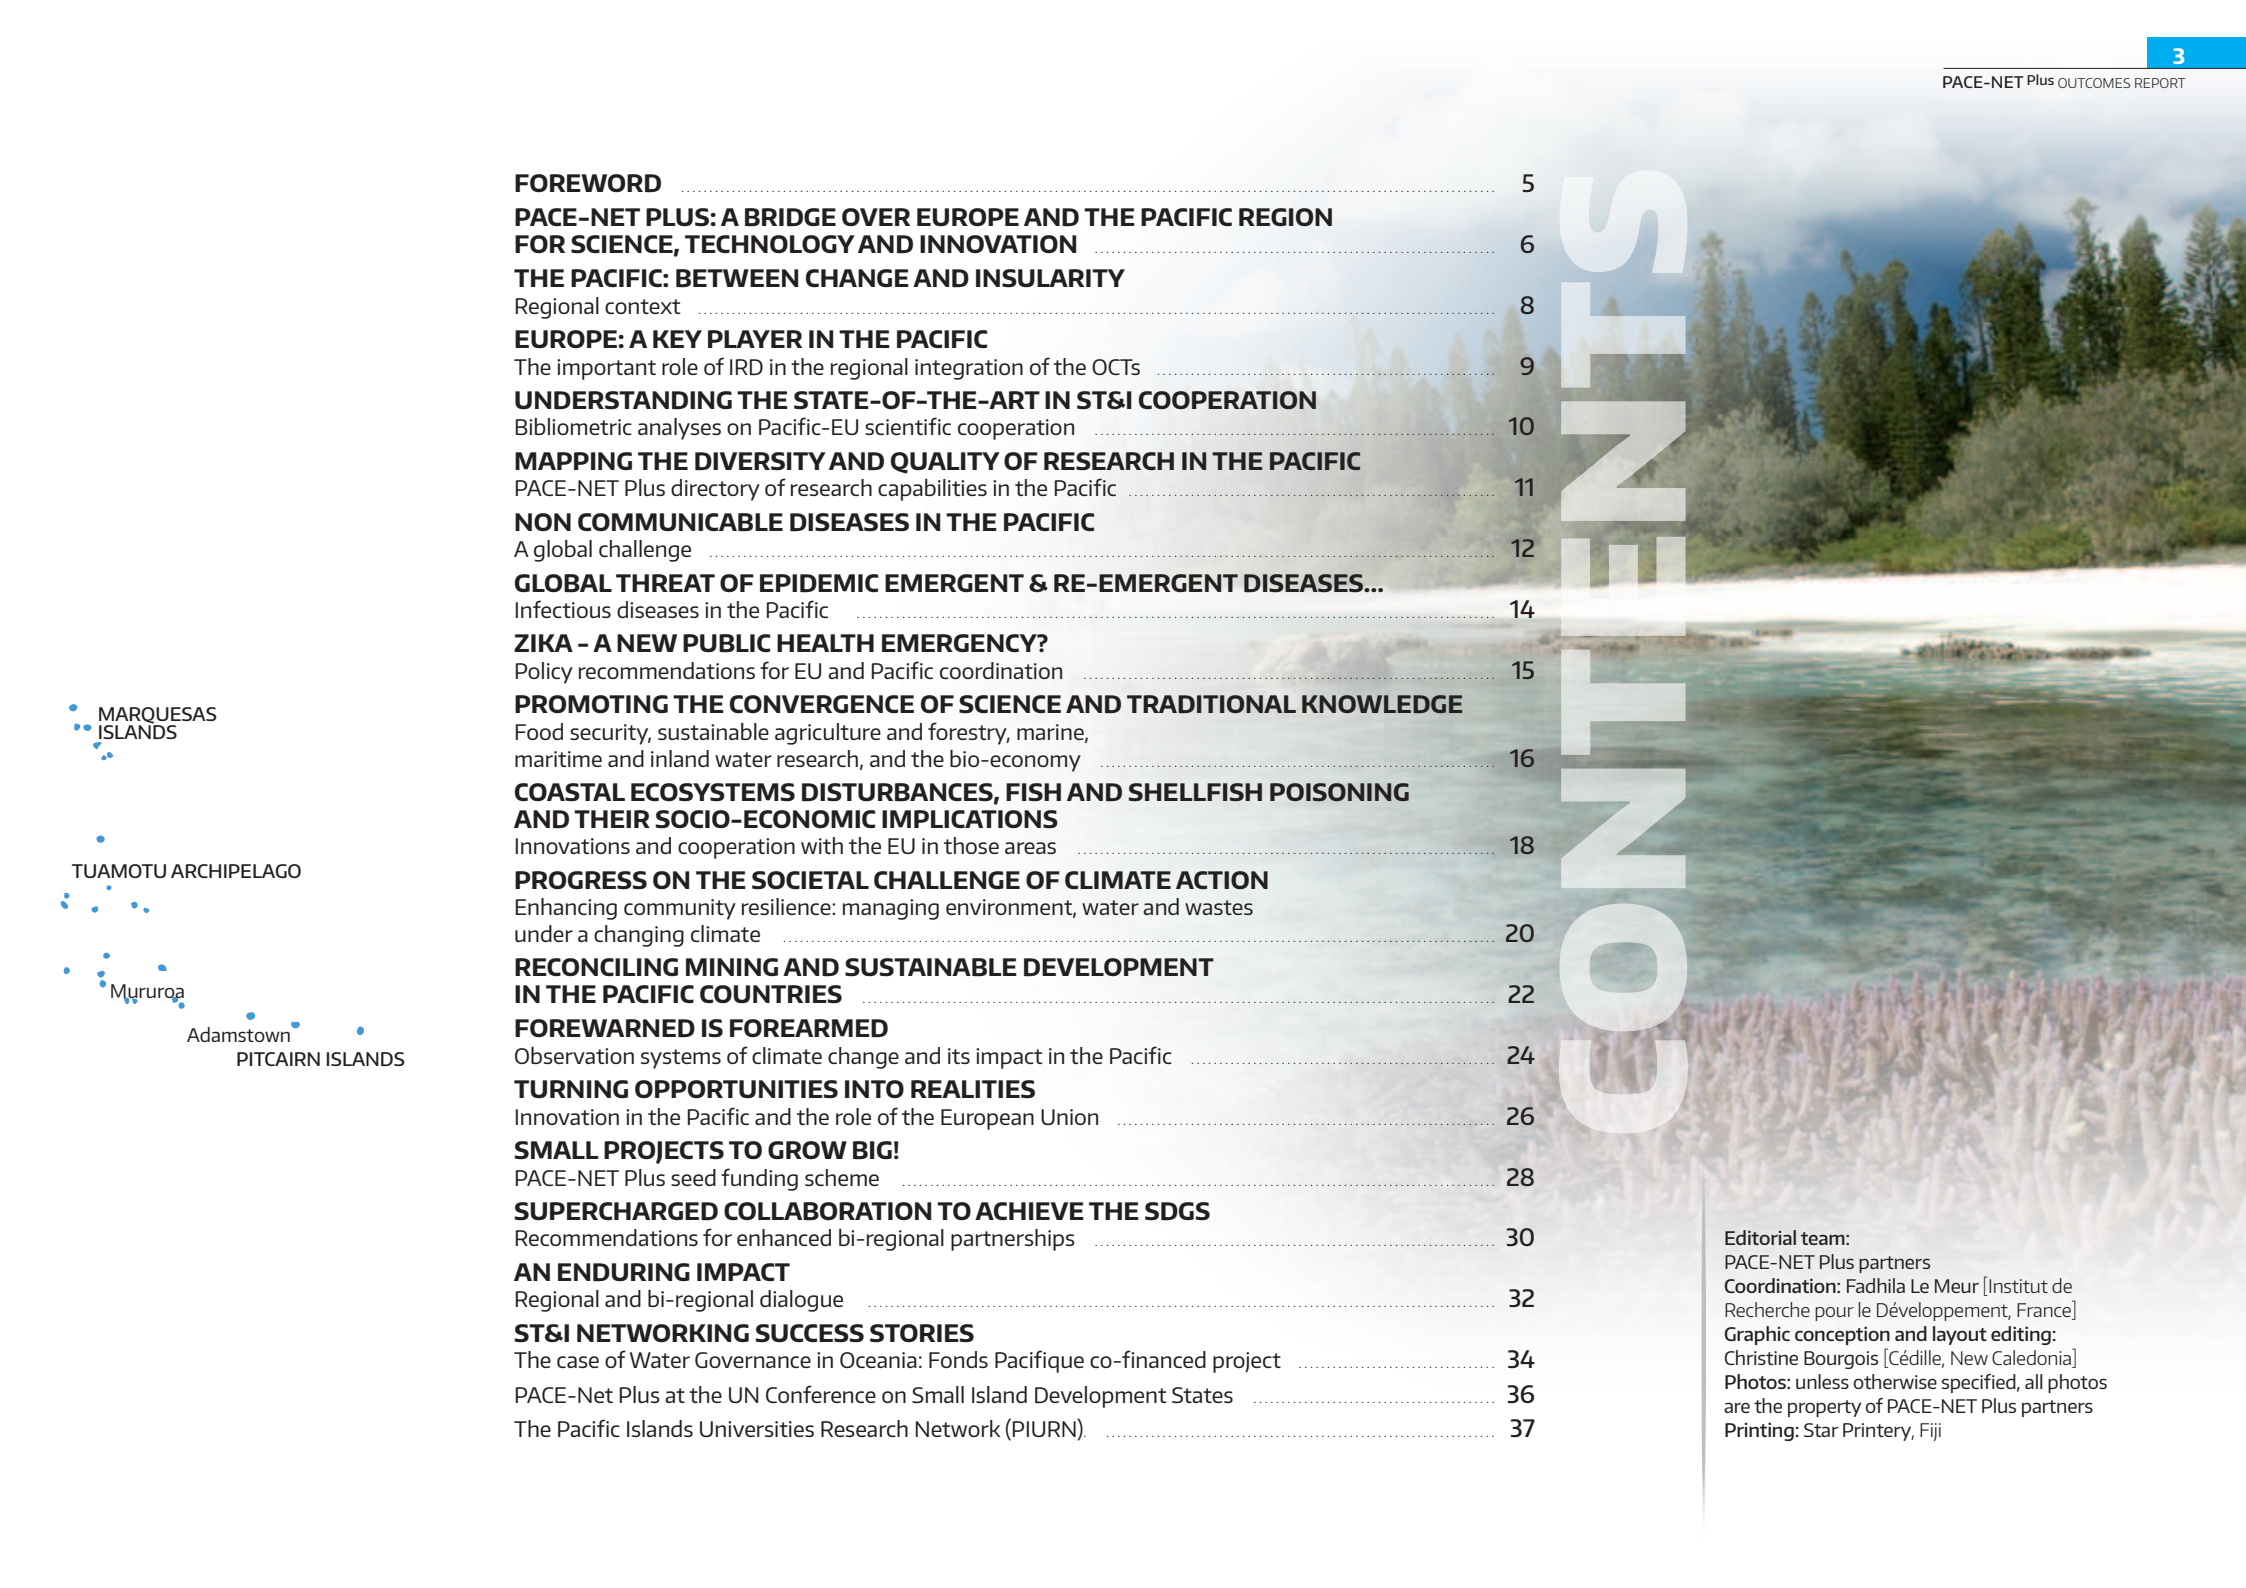 3
PACE-NET Plus OUTCOMES REPORT
FOREWORD 5
PACE-NET PLUS: A BRIDGE OVER EUROPE AND THE PACIFIC REGION
FOR SCIENCE, TECHNOLOGY AND INNOVATION 6
THE PACIFIC: BETWEEN CHANGE AND INSULARITY
Regional context 8
EUROPE: A KEY PLAYER IN THE PACIFIC
The important role of IRD in the regional integration of the OCTs 9
UNDERSTANDING THE STATE-OF-THE-ART IN ST&I COOPERATION
Bibliometric analyses on Pacific-EU scientific cooperation 10
MAPPING THE DIVERSITY AND QUALITY OF RESEARCH IN THE PACIFIC
PACE-NET Plus directory of research capabilities in the Pacific 11
NON COMMUNICABLE DISEASES IN THE PACIFIC
A global challenge 12
GLOBAL THREAT OF EPIDEMIC EMERGENT & RE-EMERGENT DISEASES...
Infectious diseases in the Pacific 14
ZIKA - A NEW PUBLIC HEALTH EMERGENCY?
Policy recommendations for EU and Pacific coordination 15
PROMOTING THE CONVERGENCE OF SCIENCE AND TRADITIONAL KNOWLEDGE
Food security, sustainable agriculture and forestry, marine,
maritime and inland water research, and the bio-economy 16
COASTAL ECOSYSTEMS DISTURBANCES, FISH AND SHELLFISH POISONING
AND THEIR SOCIO-ECONOMIC IMPLICATIONS
Innovations and cooperation with the EU in those areas 18
PROGRESS ON THE SOCIETAL CHALLENGE OF CLIMATE ACTION
Enhancing community resilience: managing environment, water and wastes
under a changing climate 20
RECONCILING MINING AND SUSTAINABLE DEVELOPMENT
IN THE PACIFIC COUNTRIES 22
FOREWARNED IS FOREARMED
Observation systems of climate change and its impact in the Pacific 24
TURNING OPPORTUNITIES INTO REALITIES
Innovation in the Pacific and the role of the European Union 26
SMALL PROJECTS TO GROW BIG!
PACE-NET Plus seed funding scheme 28
SUPERCHARGED COLLABORATION TO ACHIEVE THE SDGS
Recommendations for enhanced bi-regional partnerships 30
AN ENDURING IMPACT
Regional and bi-regional dialogue 32
ST&I NETWORKING SUCCESS STORIES
The case of Water Governance in Oceania: Fonds Pacifique co-financed project 34
PACE-Net Plus at the UN Conference on Small Island Development States 36
The Pacific Islands Universities Research Network (PIURN). 37
CONTENTS
MARQUESAS
ISLANDS
TUAMOTU ARCHIPELAGO
Mururoa
Adamstown
PITCAIRN ISLANDS
Editorial team:
PACE-NET Plus partners
Coordination: Fadhila Le Meur [Institut de
Recherche pour le Développement, France]
Graphic conception and layout editing:
Christine Bourgois [Cédille, New Caledonia]
Photos: unless otherwise specified, all photos
are the property of PACE-NET Plus partners
Printing: Star Printery, Fiji